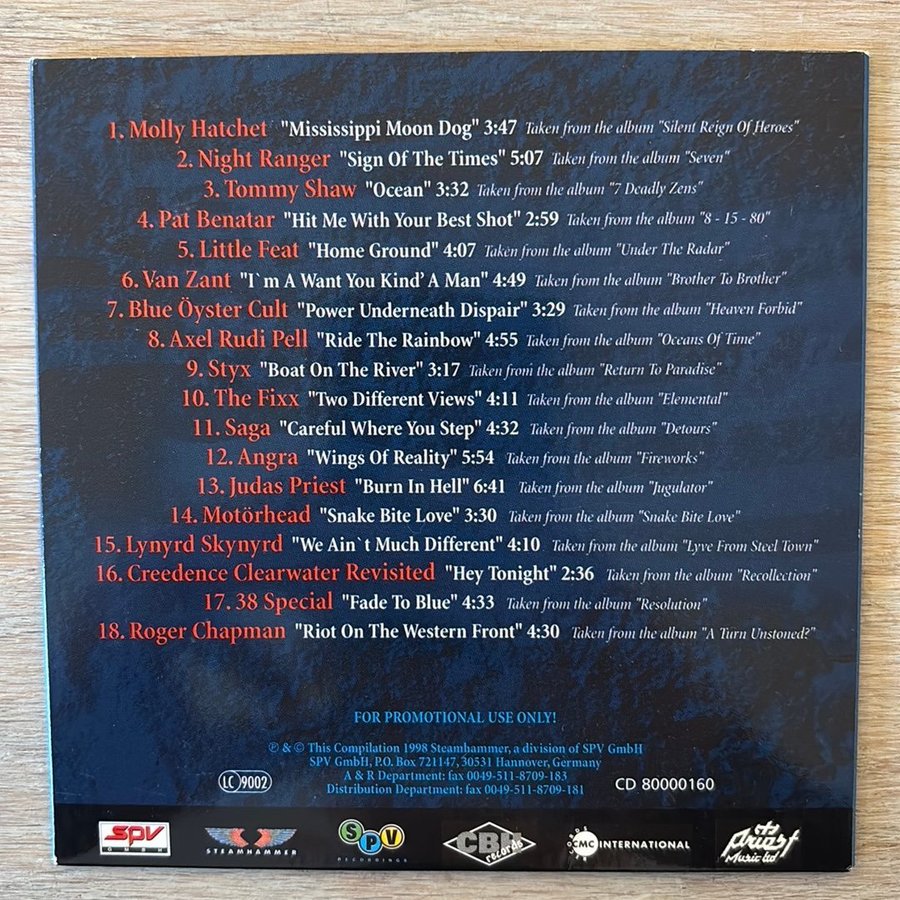 1. Molly Hatchet "Mississippi Moon Dog" 3:47 Taken from the album "Silent Reign Of Heroes"
2. Night Ranger "Sign Of The Times" 5:07 Taken from the album "Seven"
3. Tommy Shaw "Ocean" 3:32 Taken from the album "7 Deadly Zens"
4. Pat Benatar "Hit Me With Your Best Shot" 2:59 Taken from the album "8 - 15 - 80"
5. Little Feat "Home Ground" 4:07 Taken from the album "Under The Radar"
6. Van Zant "I`m A Want You Kind' A Man" 4:49 Taken from the album "Brother To Brother"
7. Blue Öyster Cult "Power Underneath Dispair" 3:29 Taken from the album "Heaven Forbid"
8. Axel Rudi Pell "Ride The Rainbow" 4:55 Taken from the album "Oceans Of Time"
9. Styx "Boat On The River" 3:17 Taken from the album "Return To Paradise"
10. The Fixx "Two Different Views" 4:11 Taken from the album "Elemental"
11. Saga "Careful Where You Step" 4:32 Taken from the album "Detours"
12. Angra "Wings Of Reality" 5:54 Taken from the album "Fireworks"
13. Judas Priest "Burn In Hell" 6:41 Taken from the album "Jugulator"
14. Motörhead "Snake Bite Love" 3:30 Taken from the album "Snake Bite Love"
15. Lynyrd Skynyrd "We Ain`t Much Different" 4:10 Taken from the album "Lyve From Steel Town"
16. Creedence Clearwater Revisited "Hey Tonight" 2:36 Taken from the album "Recollection"
17. 38 Special "Fade To Blue" 4:33 Taken from the album "Resolution"
18. Roger Chapman "Riot On The Western Front" 4:30 Taken from the album "A Turn Unstoned?"
FOR PROMOTIONAL USE ONLY!
℗ & © This Compilation 1998 Steamhammer, a division of SPV GmbH
SPV GmbH, P.O. Box 721147, 30531 Hannover, Germany
A & R Department: fax 0049-511-8709-183
Distribution Department: fax 0049-511-8709-181
LC 9002
CD 80000160
SPV GMBH
STEAMHAMMER
SPV RECORDINGS
CBH records
CMC INTERNATIONAL
Priest Music Ltd